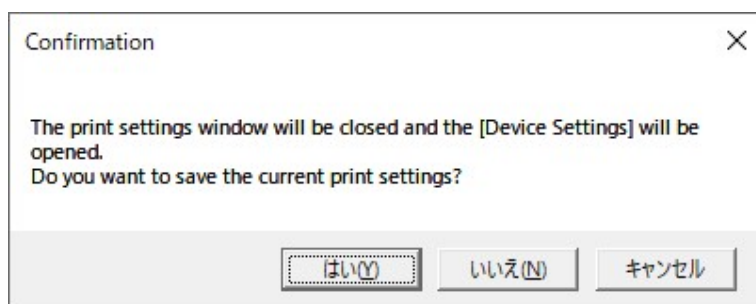 Confirmation
The print settings window will be closed and the [Device Settings] will be
opened.
Do you want to save the current print settings?
はい(Y)
いいえ(N)
キャンセル